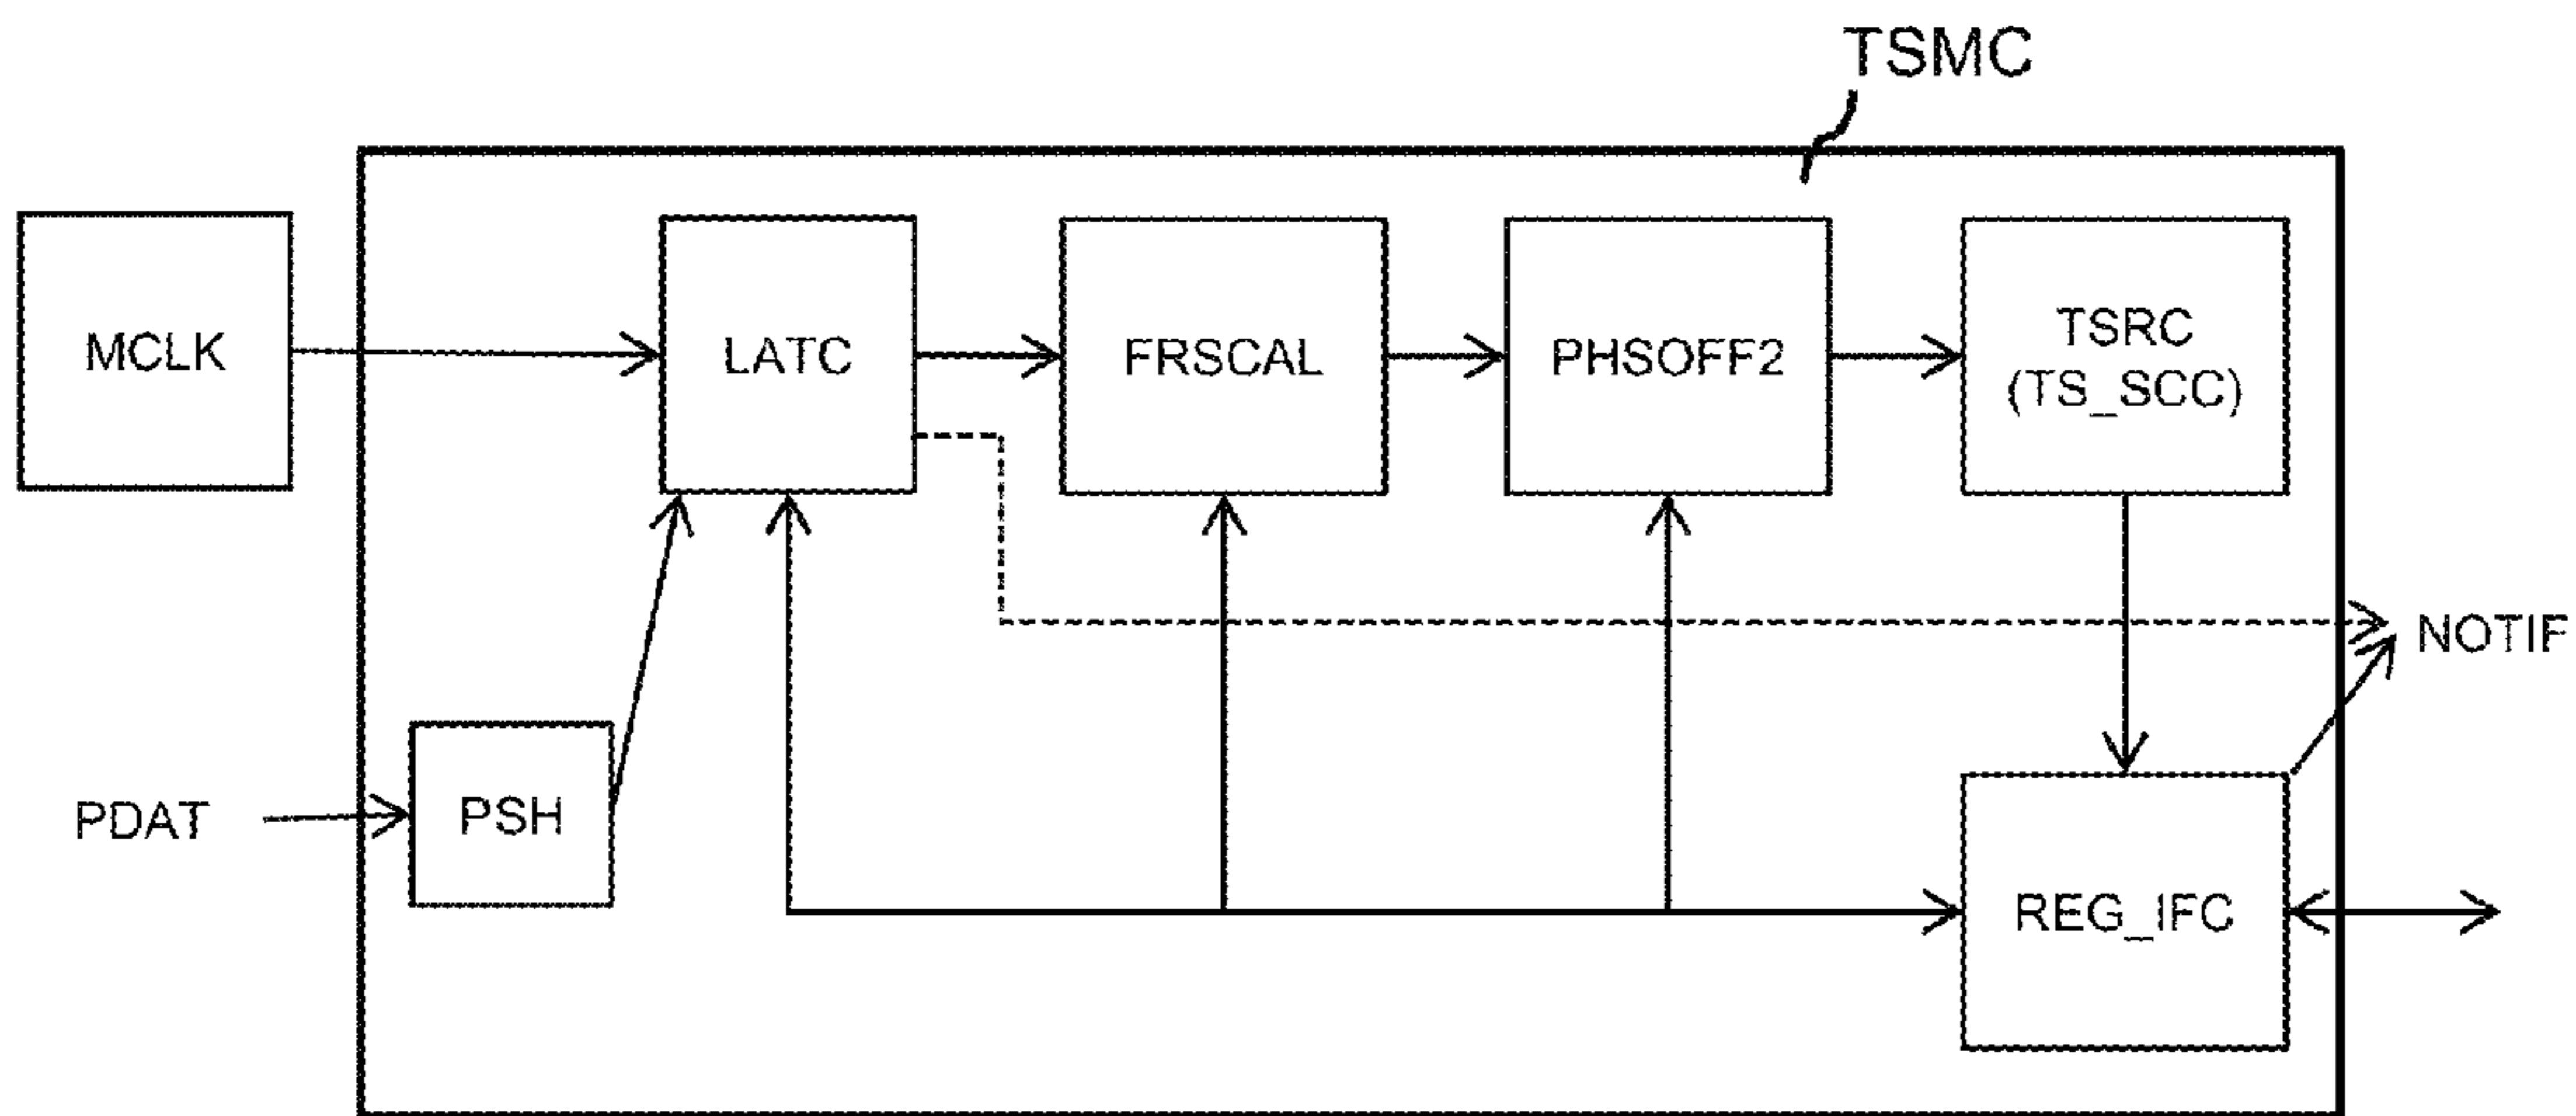 TSMC
MCLK
LATC
FRSCAL
PHSOFF2
TSRC
(TS_SCC)
NOTIF
PDAT
PSH
REG_IFC